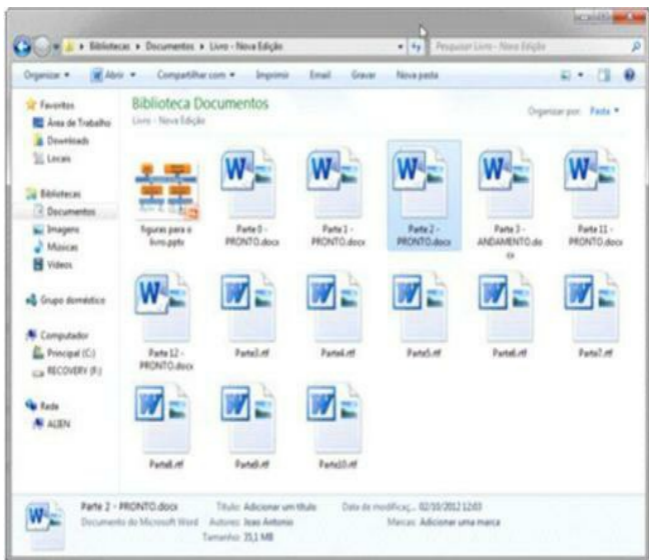 Bibliotecas ▸ Documentos ▸ Livro - Nova Edição
Pesquisar Livro - Nova Edição
Organizar Abrir Compartilhar com Imprimir Email Gravar Nova pasta
Favoritos
Área de Trabalho
Downloads
Locais
Bibliotecas
Documentos
Imagens
Músicas
Vídeos
Grupo doméstico
Computador
Principal (C:)
RECOVERY (F:)
Rede
ALIEN
Biblioteca Documentos
Livro - Nova Edição
Organizar por: Pasta
figuras para o
livro.pptx
Parte 0 -
PRONTO.docx
Parte 1 -
PRONTO.docx
Parte 2 -
PRONTO.docx
Parte 3 -
ANDAMENTO.do
cx
Parte 11 -
PRONTO.docx
Parte 12 -
PRONTO.docx
Parte3.rtf
Parte4.rtf
Parte5.rtf
Parte6.rtf
Parte7.rtf
Parte8.rtf
Parte9.rtf
Parte10.rtf
Parte 2 - PRONTO.docx
Documento do Microsoft Word
Título: Adicionar um título
Autores: Joao Antonio
Tamanho: 35,1 MB
Data de modificaç... 02/10/2012 12:03
Marcas: Adicionar uma marca